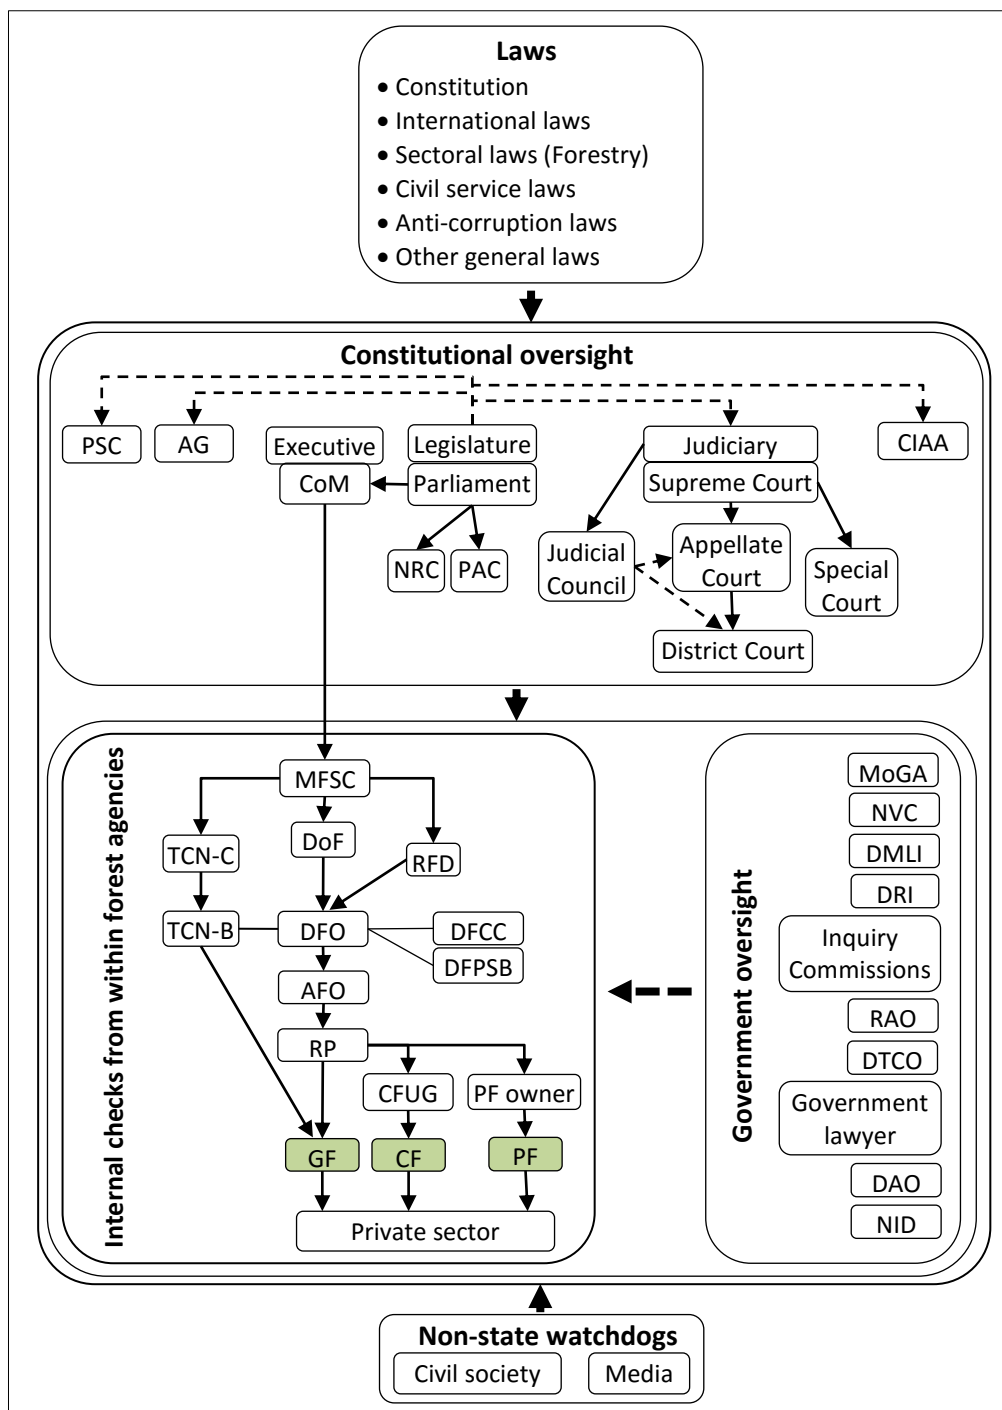 Laws
• Constitution
• International laws
• Sectoral laws (Forestry)
• Civil service laws
• Anti-corruption laws
• Other general laws
Constitutional oversight
PSC
AG
Executive
CoM
Legislature
Parliament
NRC
PAC
Judiciary
Supreme Court
Judicial
Council
Appellate
Court
Special
Court
District Court
CIAA
Internal checks from within forest agencies
MFSC
TCN-C
DoF
RFD
TCN-B
DFO
DFCC
DFPSB
AFO
RP
CFUG
PF owner
GF
CF
PF
Private sector
Government oversight
MoGA
NVC
DMLI
DRI
Inquiry
Commissions
RAO
DTCO
Government
lawyer
DAO
NID
Non-state watchdogs
Civil society
Media